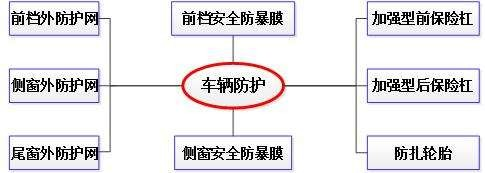 前档外防护网
前档安全防暴膜
加强型前保险杠
侧窗外防护网
车辆防护
加强型后保险杠
尾窗外防护网
侧窗安全防暴膜
防扎轮胎